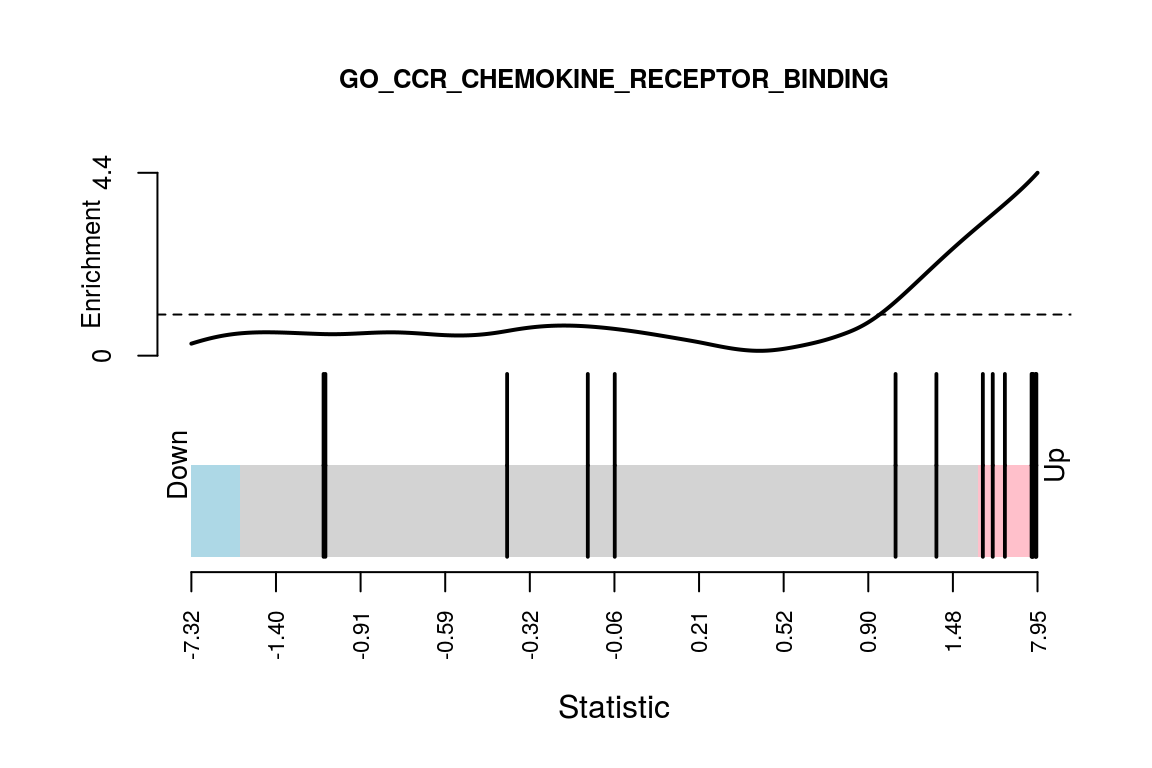 GO_CCR_CHEMOKINE_RECEPTOR_BINDING
4.4
Enrichment
0
Down
Up
-7.32
-1.40
-0.91
-0.59
-0.32
-0.06
0.21
0.52
0.90
1.48
7.95
Statistic